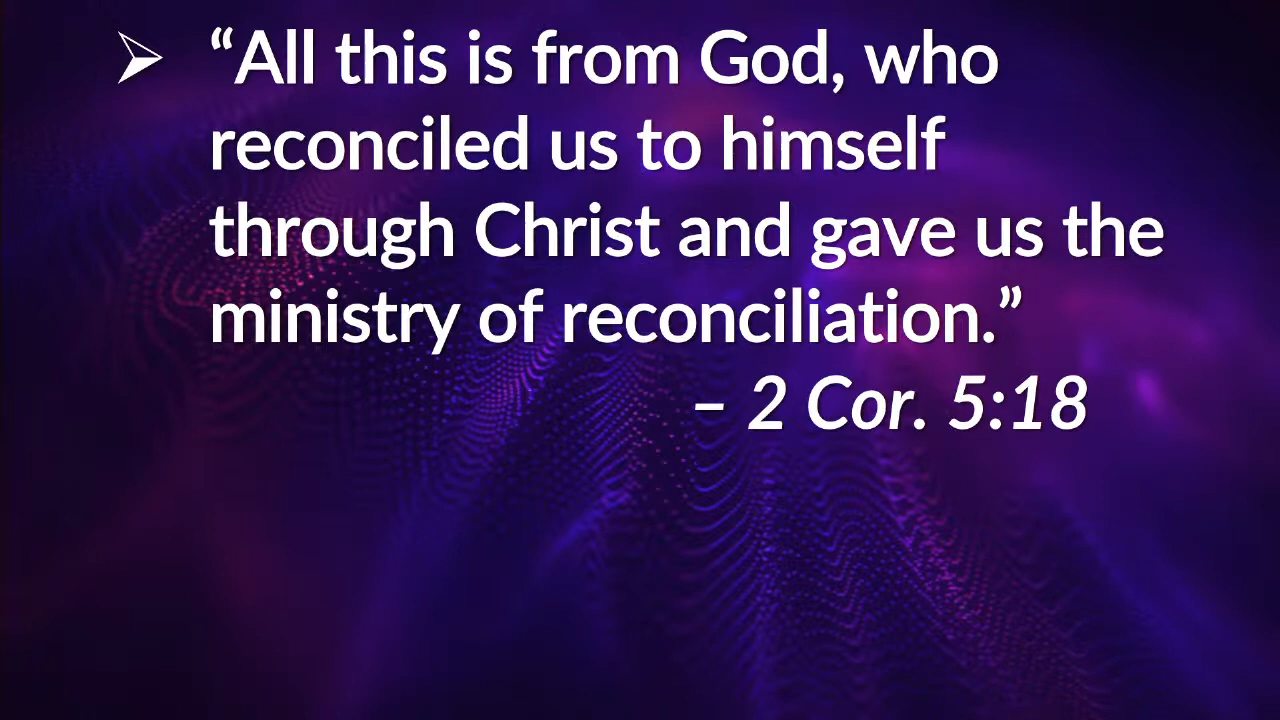 ➢ “All this is from God, who
reconciled us to himself
through Christ and gave us the
ministry of reconciliation.”
– 2 Cor. 5:18